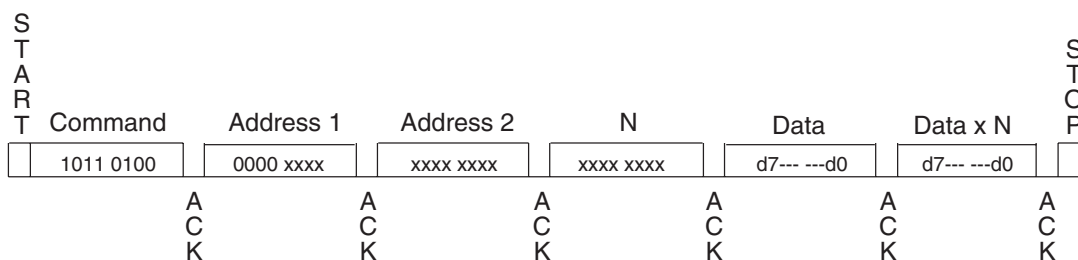 START
Command Address 1 Address 2 N Data Data x N
STOP
1011 0100 0000 xxxx xxxx xxxx xxxx xxxx d7--- ---d0 d7--- ---d0
ACK ACK ACK ACK ACK ACK